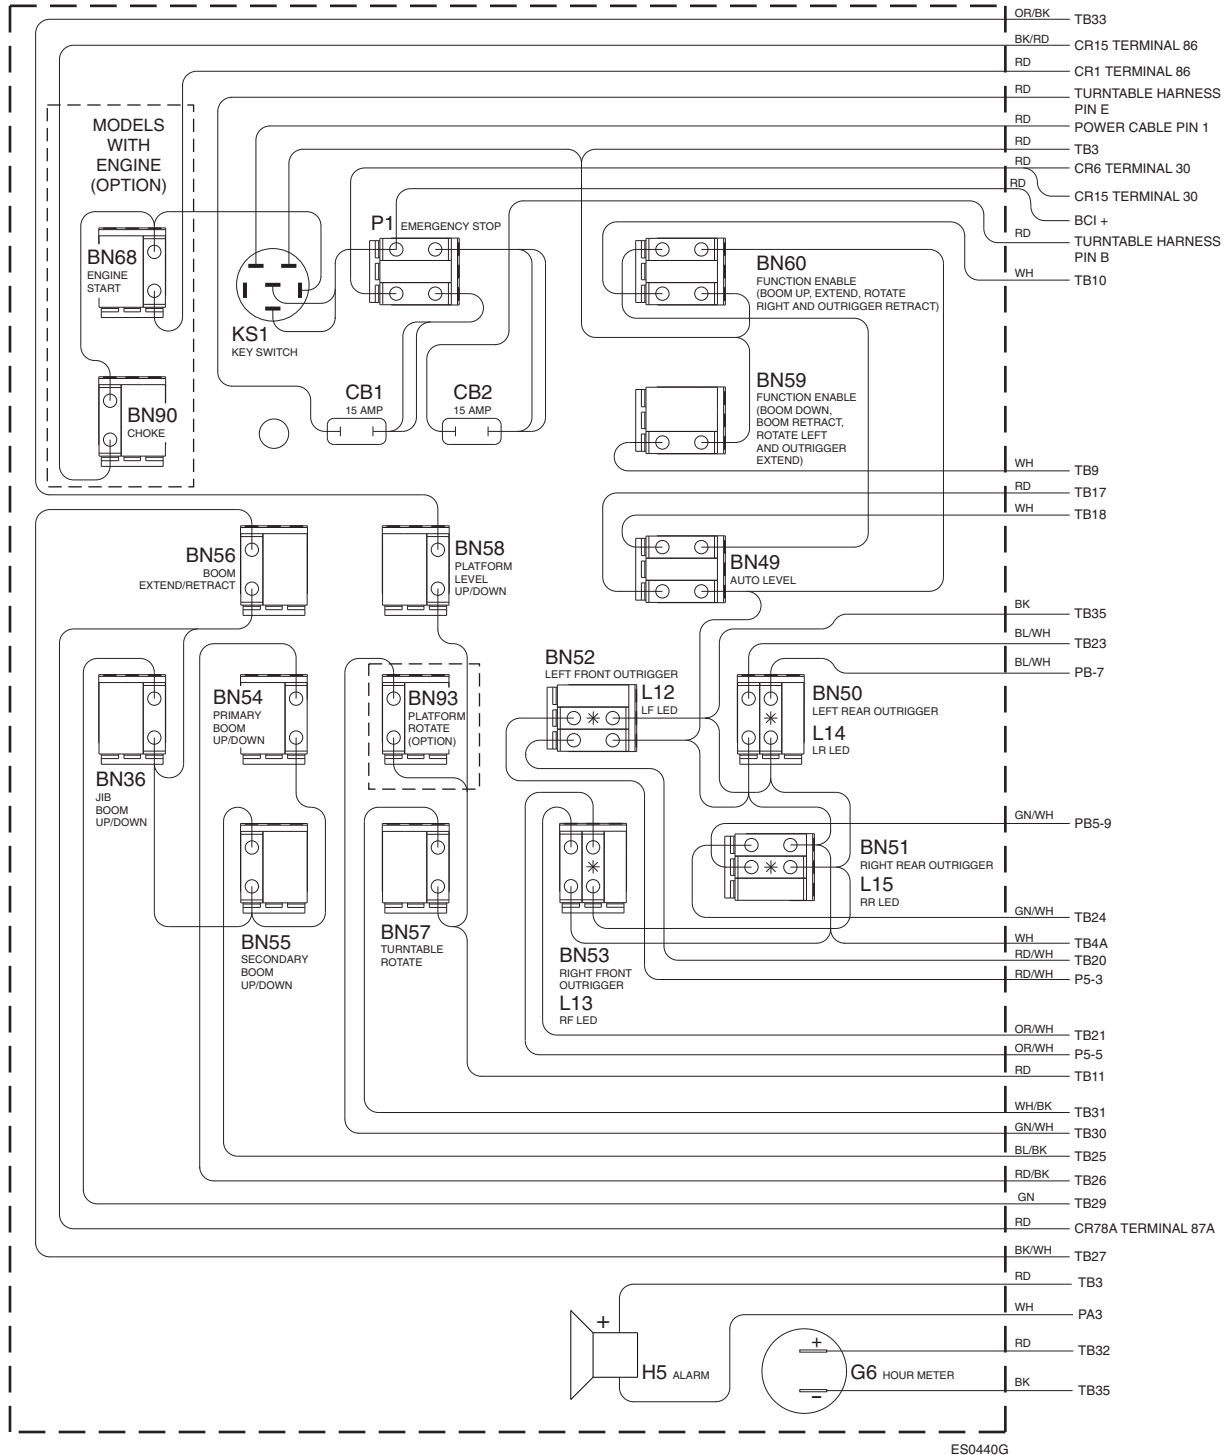 OR/BK TB33
BK/RD CR15 TERMINAL 86
RD CR1 TERMINAL 86
RD TURNTABLE HARNESS
PIN E
RD POWER CABLE PIN 1
RD TB3
RD CR6 TERMINAL 30
CR15 TERMINAL 30
RD BCI +
RD TURNTABLE HARNESS
PIN B
WH TB10
MODELS
WITH
ENGINE
(OPTION)
BN68
ENGINE
START
BN90
CHOKE
KS1
KEY SWITCH
P1 EMERGENCY STOP
CB1
15 AMP
CB2
15 AMP
BN60
FUNCTION ENABLE
(BOOM UP, EXTEND, ROTATE
RIGHT AND OUTRIGGER RETRACT)
BN59
FUNCTION ENABLE
(BOOM DOWN,
BOOM RETRACT,
ROTATE LEFT
AND OUTRIGGER
EXTEND)
WH TB9
RD TB17
WH TB18
BN56
BOOM
EXTEND/RETRACT
BN58
PLATFORM
LEVEL
UP/DOWN
BN49
AUTO LEVEL
BK TB35
BL/WH TB23
BL/WH PB-7
BN36
JIB
BOOM
UP/DOWN
BN54
PRIMARY
BOOM
UP/DOWN
BN93
PLATFORM
ROTATE
(OPTION)
BN52
LEFT FRONT OUTRIGGER
L12
LF LED
BN50
LEFT REAR OUTRIGGER
L14
LR LED
GN/WH PB5-9
BN55
SECONDARY
BOOM
UP/DOWN
BN57
TURNTABLE
ROTATE
BN53
RIGHT FRONT
OUTRIGGER
L13
RF LED
BN51
RIGHT REAR OUTRIGGER
L15
RR LED
GN/WH TB24
WH TB4A
RD/WH TB20
RD/WH P5-3
OR/WH TB21
OR/WH P5-5
RD TB11
WH/BK TB31
GN/WH TB30
BL/BK TB25
RD/BK TB26
GN TB29
RD CR78A TERMINAL 87A
BK/WH TB27
RD TB3
WH PA3
RD TB32
BK TB35
+
H5 ALARM
+
–
G6 HOUR METER
ES0440G